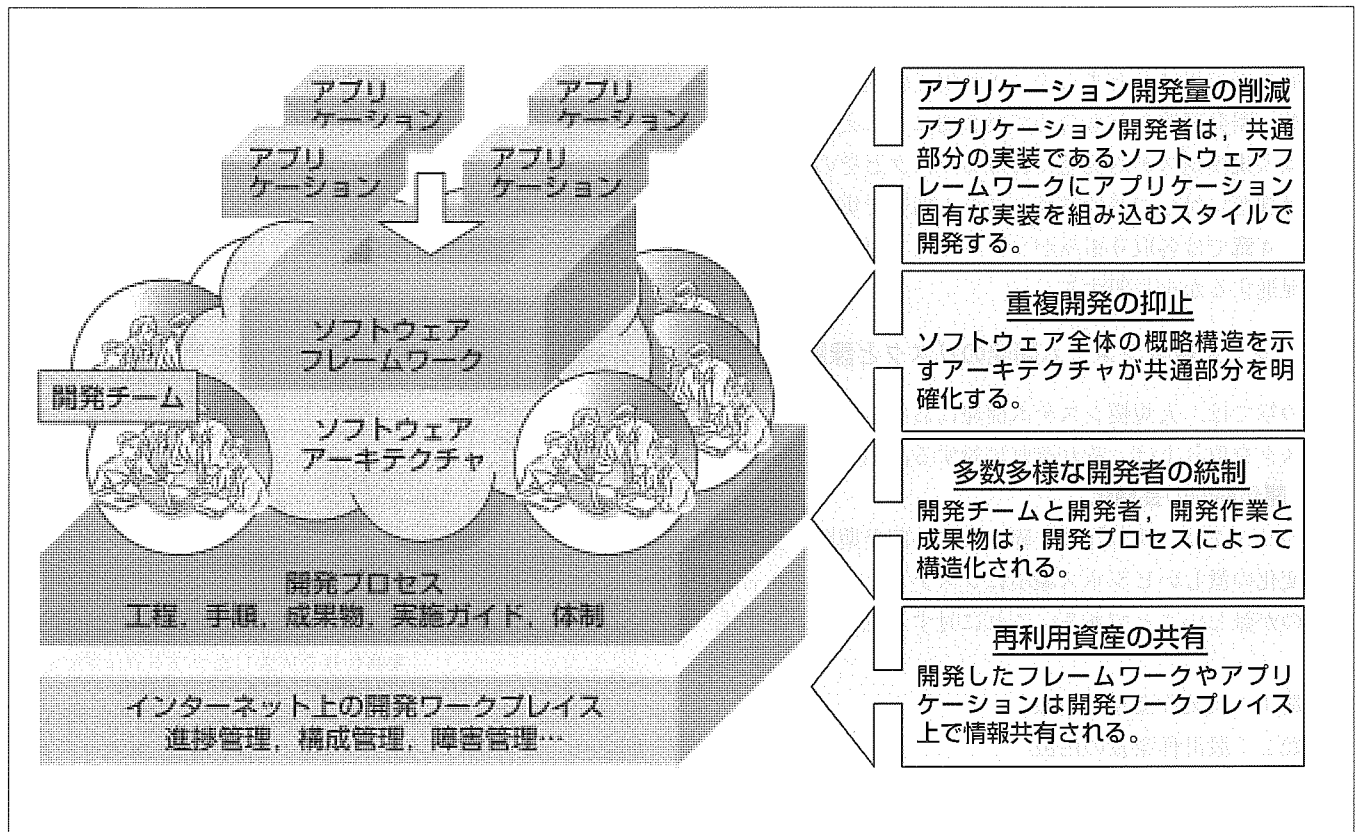 アプリ
ケーション
アプリ
ケーション
アプリ
ケーション
アプリ
ケーション
ソフトウェア
フレームワーク
開発チーム
ソフトウェア
アーキテクチャ
開発プロセス
工程，手順，成果物，実施ガイド，体制
インターネット上の開発ワークプレイス
進捗管理，構成管理，障害管理…
アプリケーション開発量の削減
アプリケーション開発者は，共通
部分の実装であるソフトウェアフ
レームワークにアプリケーション
固有な実装を組み込むスタイルで
開発する。
重複開発の抑止
ソフトウェア全体の概略構造を示
すアーキテクチャが共通部分を明
確化する。
多数多様な開発者の統制
開発チームと開発者，開発作業と
成果物は，開発プロセスによって
構造化される。
再利用資産の共有
開発したフレームワークやアプリ
ケーションは開発ワークプレイス
上で情報共有される。